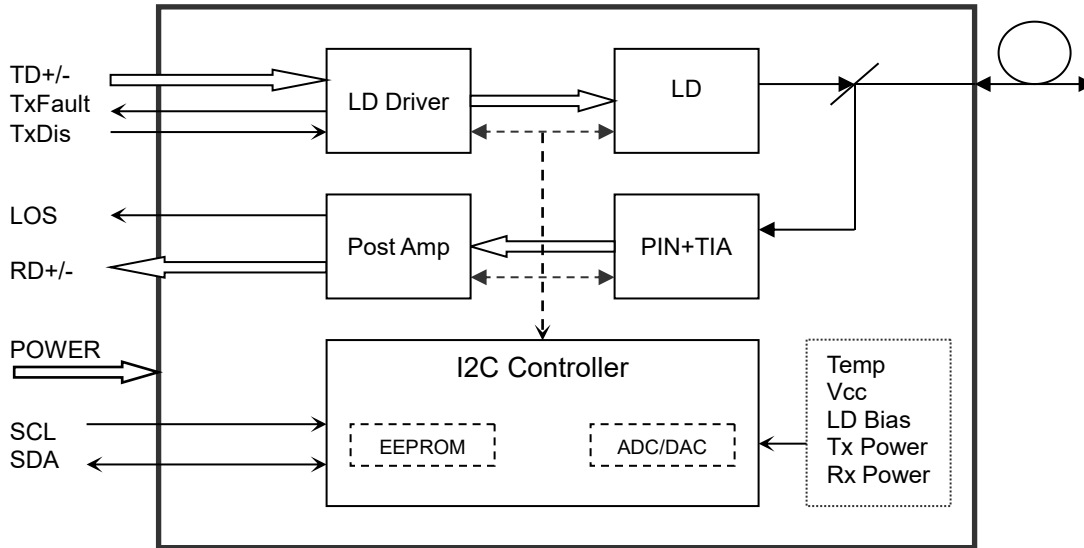 TD+/-
TxFault
TxDis
LD Driver
LD
LOS
RD+/-
Post Amp
PIN+TIA
POWER
SCL
SDA
I2C Controller
EEPROM
ADC/DAC
Temp
Vcc
LD Bias
Tx Power
Rx Power